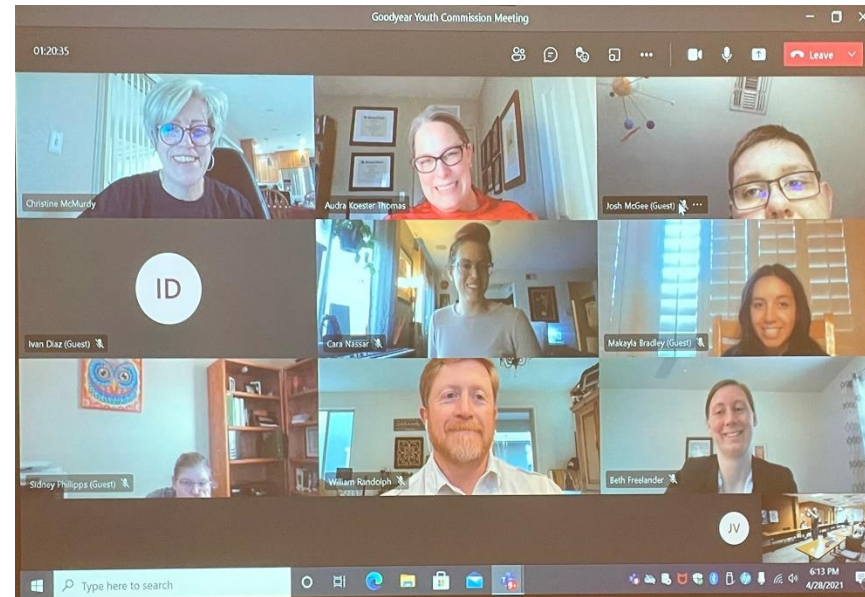 Goodyear Youth Commission Meeting
01:20:35
Leave
Christine McMurdy
Audra Koester Thomas
Josh McGee (Guest)
ID
Ivan Diaz (Guest)
Cara Nassar
Makayla Bradley (Guest)
Sidney Philipps (Guest)
William Randolph
Beth Freelander
JV
Type here to search
6:13 PM
4/28/2021